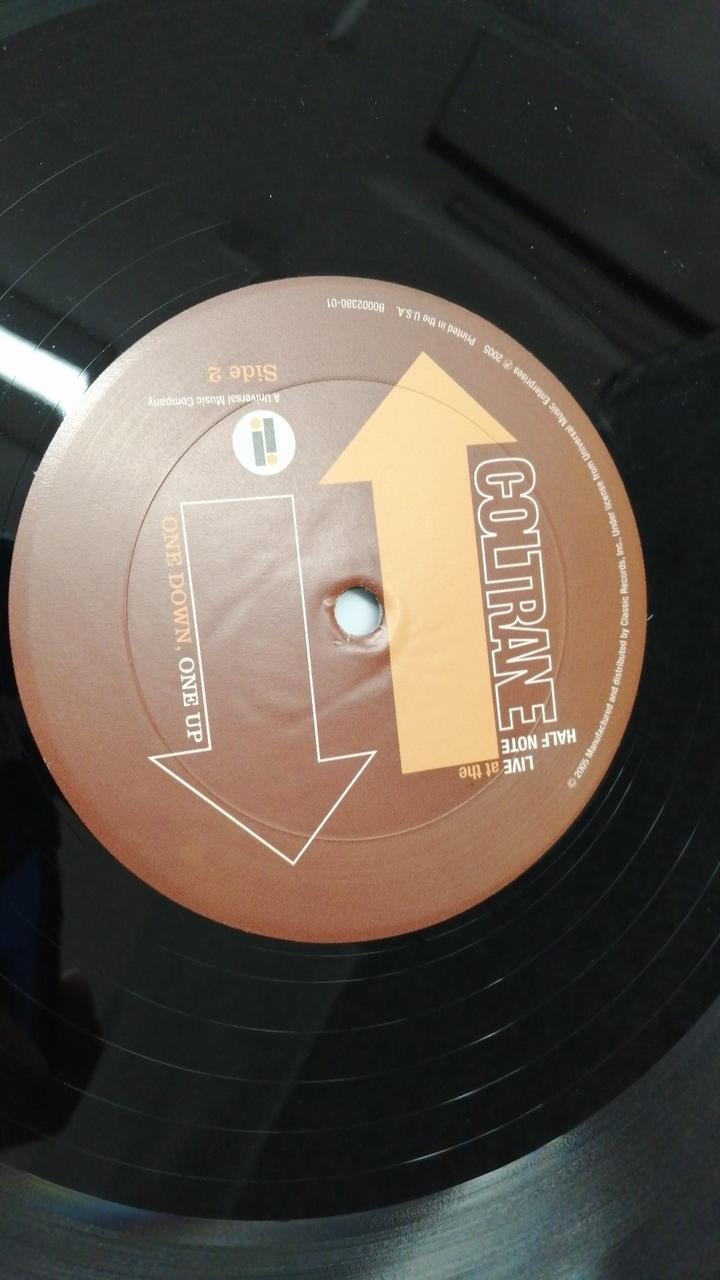 COLTRANE
LIVE at the
HALF NOTE
ONE DOWN, ONE UP
Side 2
A Universal Music Company
© 2005 Manufactured and distributed by Classic Records, Inc., Under license from Universal Music Enterprises ℗ 2005 Printed in the U.S.A. B0002380-01